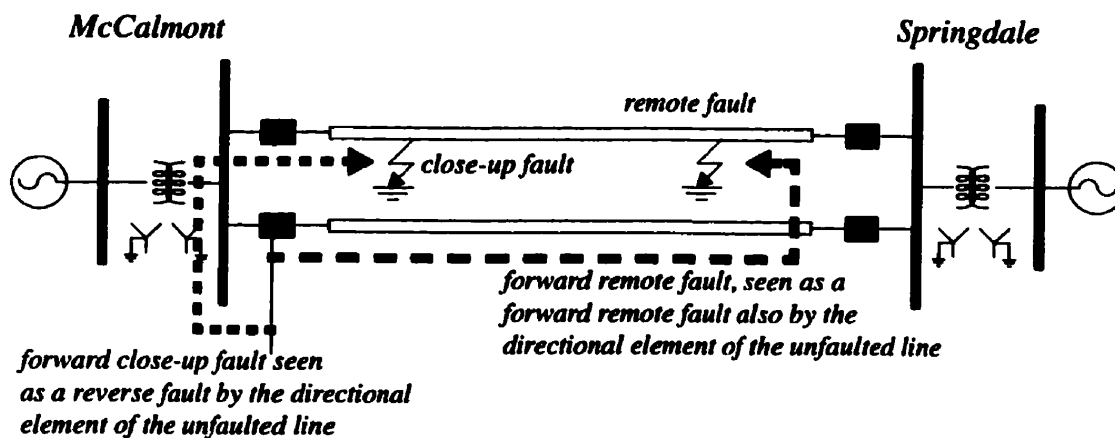 McCalmont
Springdale
remote fault
close-up fault
forward remote fault, seen as a
forward remote fault also by the
directional element of the unfaulted line
forward close-up fault seen
as a reverse fault by the directional
element of the unfaulted line